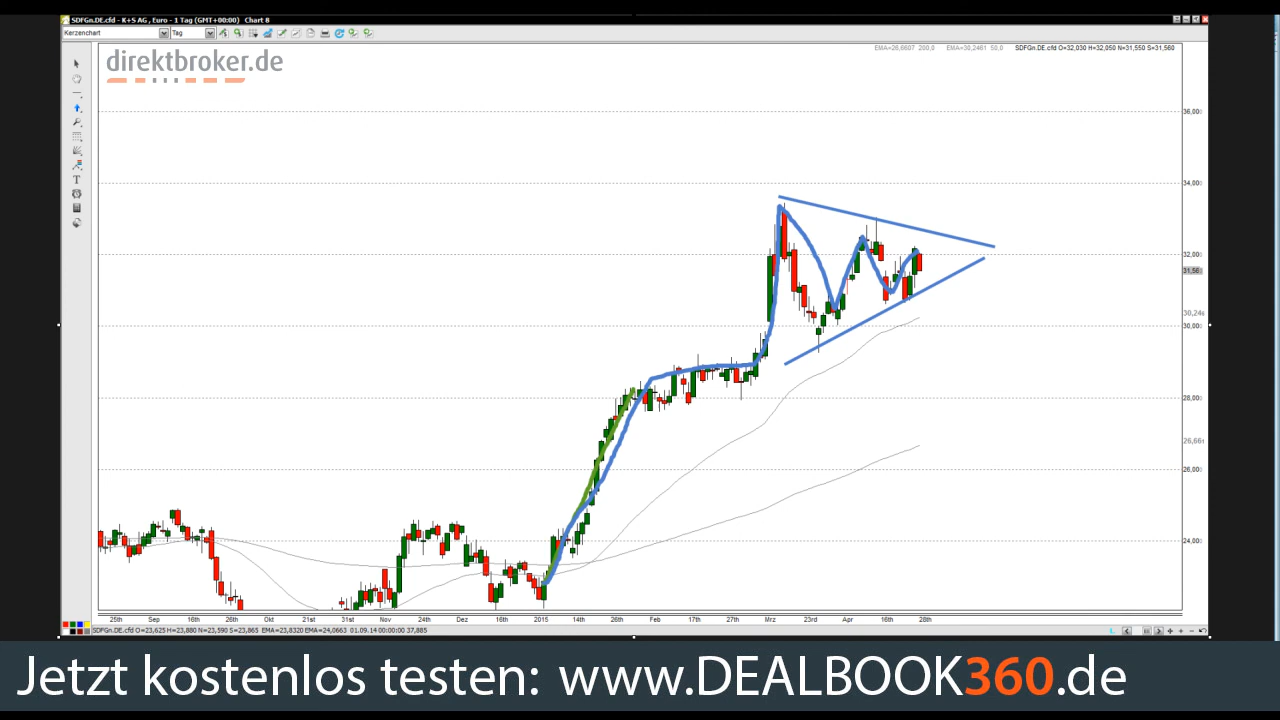 SDFGn.DE.cfd - K+S AG , Euro - 1 Tag (GMT+00:00) Chart 8
Kerzenchart Tag
direktbroker.de
EMA=26,6607 200,0 EMA=30,2461 50,0 SDFGn.DE.cfd O=32,030 H=32,050 N=31,550 S=31,560
36,00
34,00
32,00
31,56
30,24
30,00
28,00
26,66
26,00
24,00
25th Sep 16th 26th Okt 21st 31st Nov 24th Dez 16th 2015 14th 26th Feb 17th 27th Mrz 23rd Apr 16th 28th
SDFGn.DE.cfd O=23,625 H=23,880 N=23,590 S=23,865 EMA=23,8320 EMA=24,0663 01.09.14 00:00:00 37,885
Jetzt kostenlos testen: www.DEALBOOK360.de